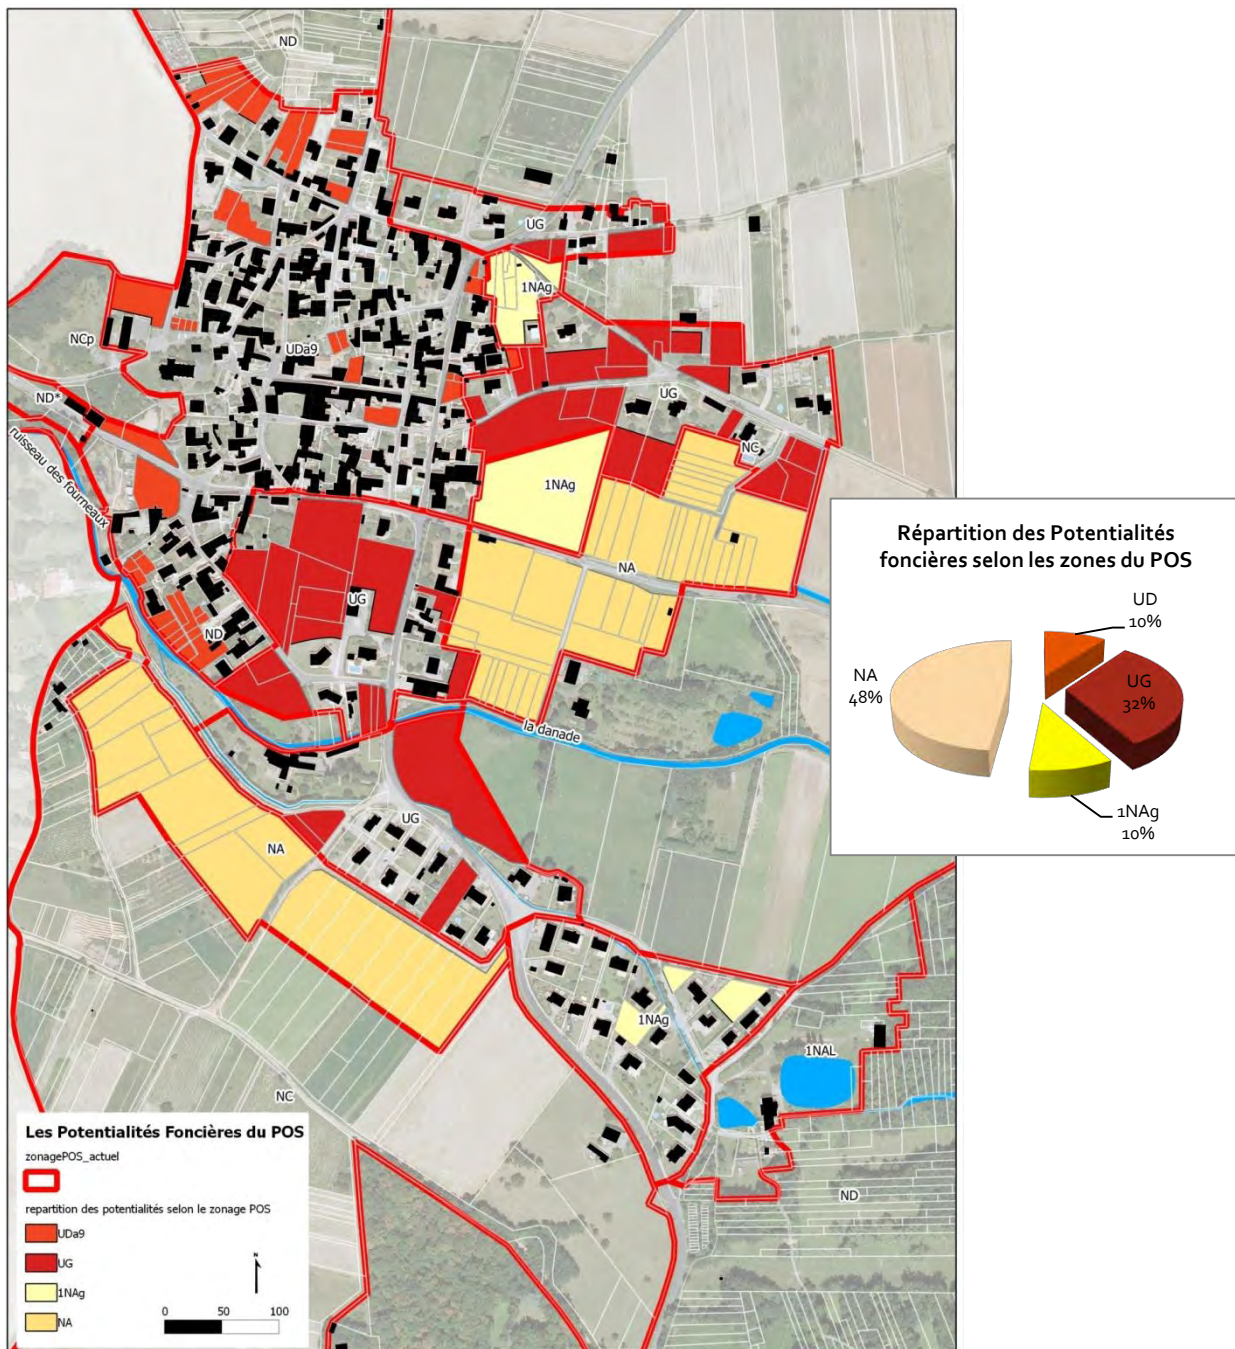 ND
UG
1NAg
NCp
UDa9
ND*
UG
NC
ruisseau des fourneaux
1NAg
Répartition des Potentialités
foncières selon les zones du POS
UD
10%
NA
48%
UG
32%
1NAg
10%
NA
UG
ND
la danade
UG
NA
1NAg
1NAL
NC
ND
Les Potentialités Foncières du POS
zonagePOS_actuel
repartition des potentialités selon le zonage POS
UDa9
UG
1NAg
NA
N
0 50 100